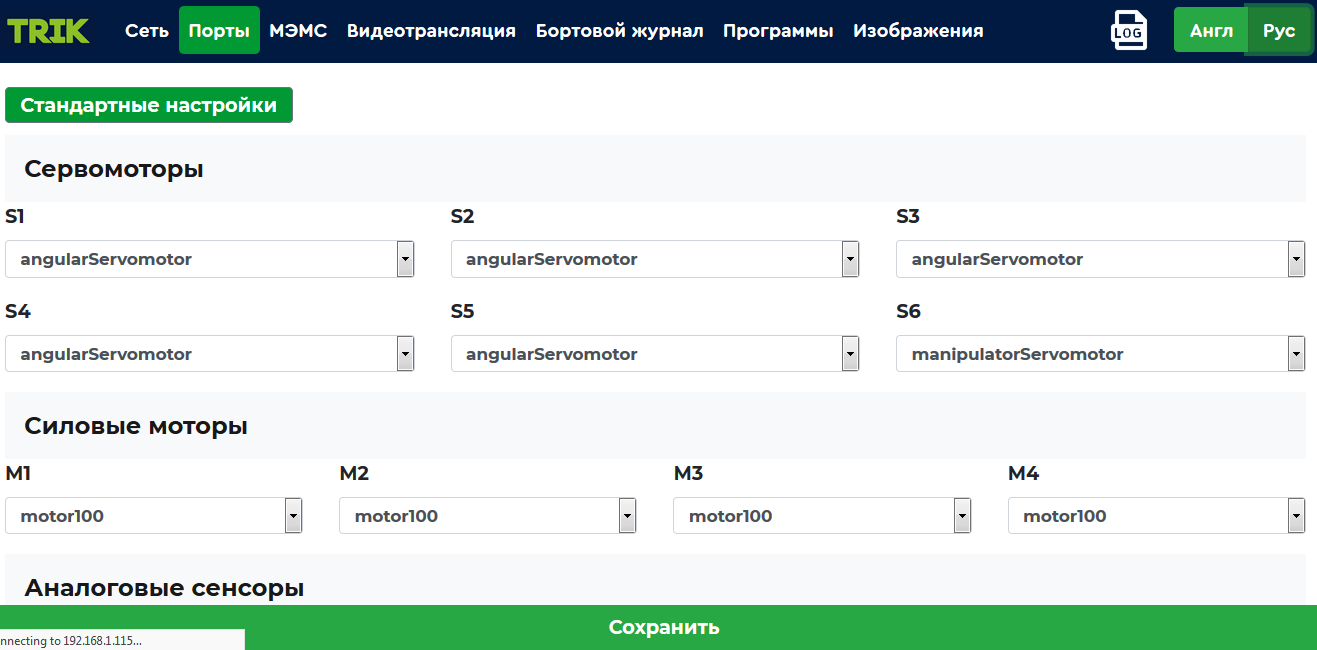 TRIK Сеть Порты МЭМС Видеотрансляция Бортовой журнал Программы Изображения LOG Англ Рус
Стандартные настройки
Сервомоторы
S1 S2 S3
angularServomotor angularServomotor angularServomotor
S4 S5 S6
angularServomotor angularServomotor manipulatorServomotor
Силовые моторы
M1 M2 M3 M4
motor100 motor100 motor100 motor100
Аналоговые сенсоры
Сохранить
nnecting to 192.168.1.115...